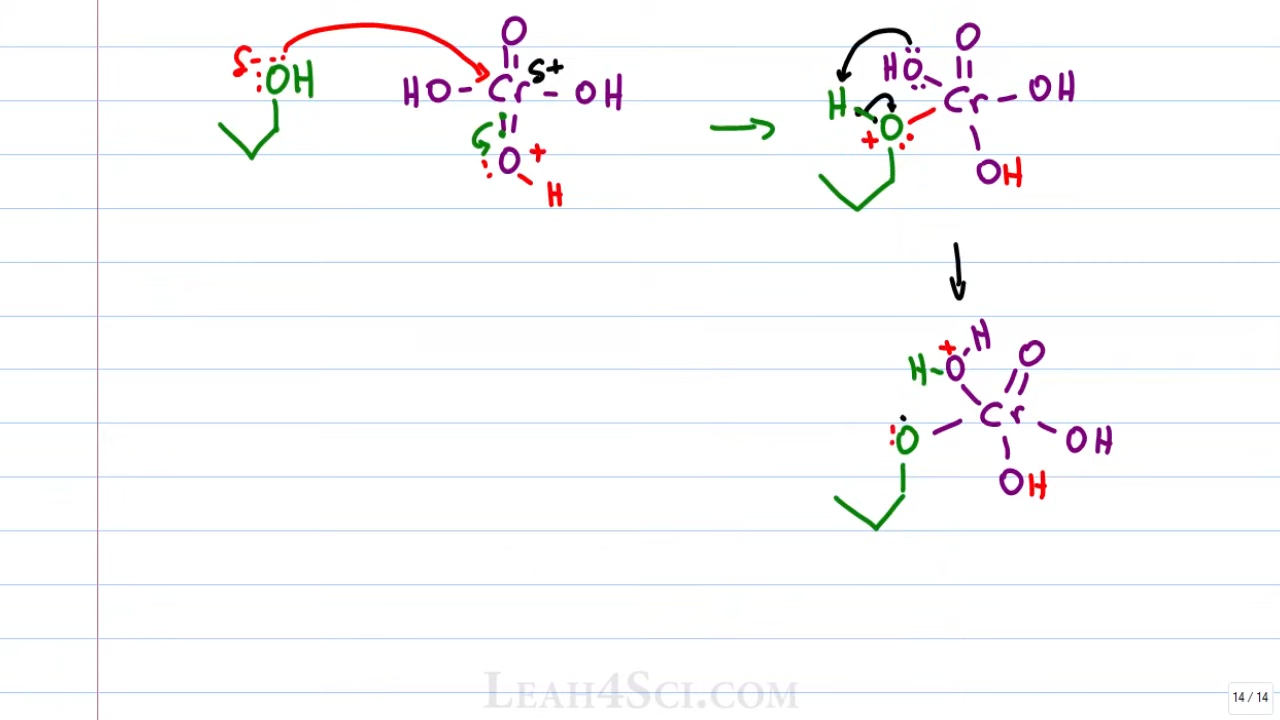 O
δ- OH
HO - Cr - OH δ+
O +
H
O
HO
H O Cr - OH
+
OH
H
+
H - O O
Cr
O OH
OH
LEAH4SCI.COM
14 / 14